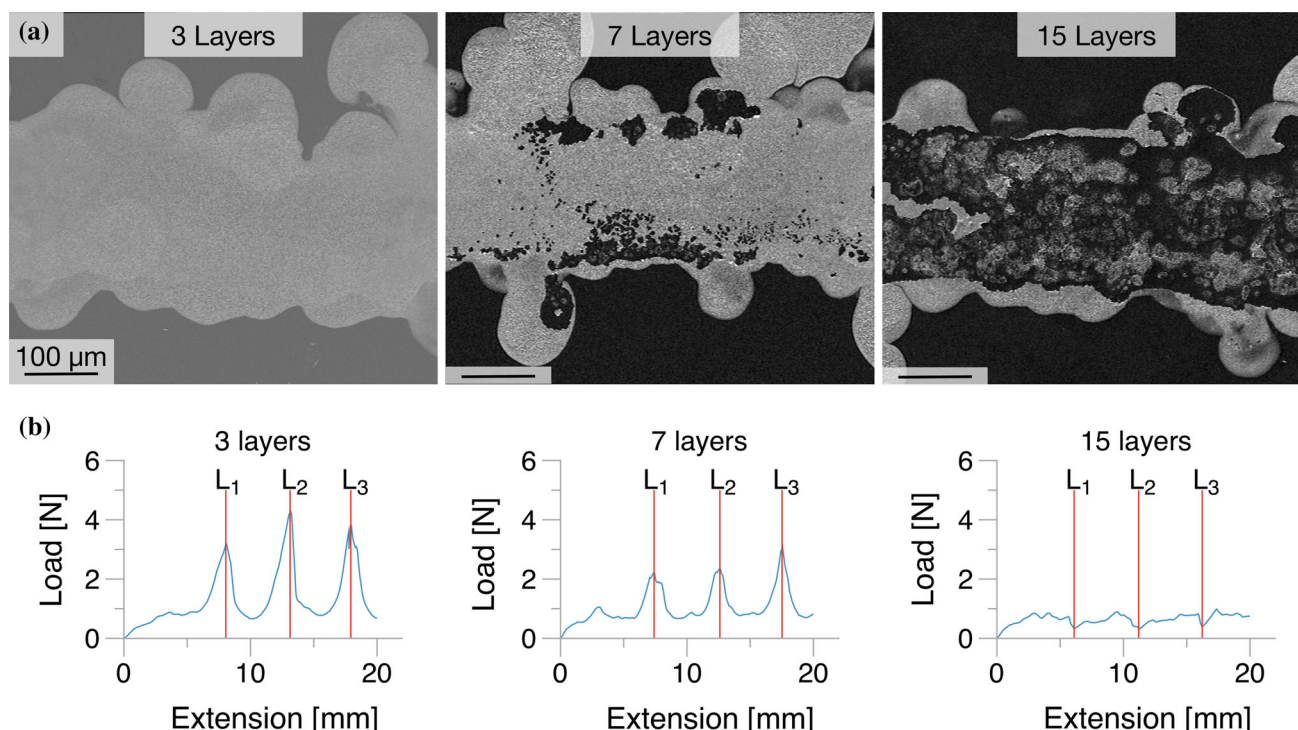 (a)
3 Layers
7 Layers
15 Layers
100 µm
(b)
3 layers
7 layers
15 layers
6
L1
L2
L3
4
2
0
Load [N]
0
10
20
Extension [mm]
6
L1
L2
L3
4
2
0
Load [N]
0
10
20
Extension [mm]
6
L1
L2
L3
4
2
0
Load [N]
0
10
20
Extension [mm]